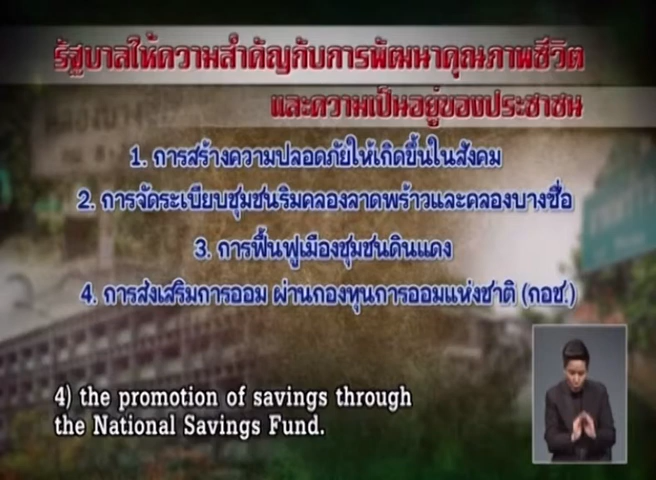 รัฐบาลให้ความสำคัญกับการพัฒนาคุณภาพชีวิต
และความเป็นอยู่ของประชาชน
1. การสร้างความปลอดภัยให้เกิดขึ้นในสังคม
2. การจัดระเบียบชุมชนริมคลองลาดพร้าวและคลองบางซื่อ
3. การฟื้นฟูเมืองชุมชนดินแดง
4. การส่งเสริมการออม ผ่านกองทุนการออมแห่งชาติ (กอช.)
4) the promotion of savings through
the National Savings Fund.